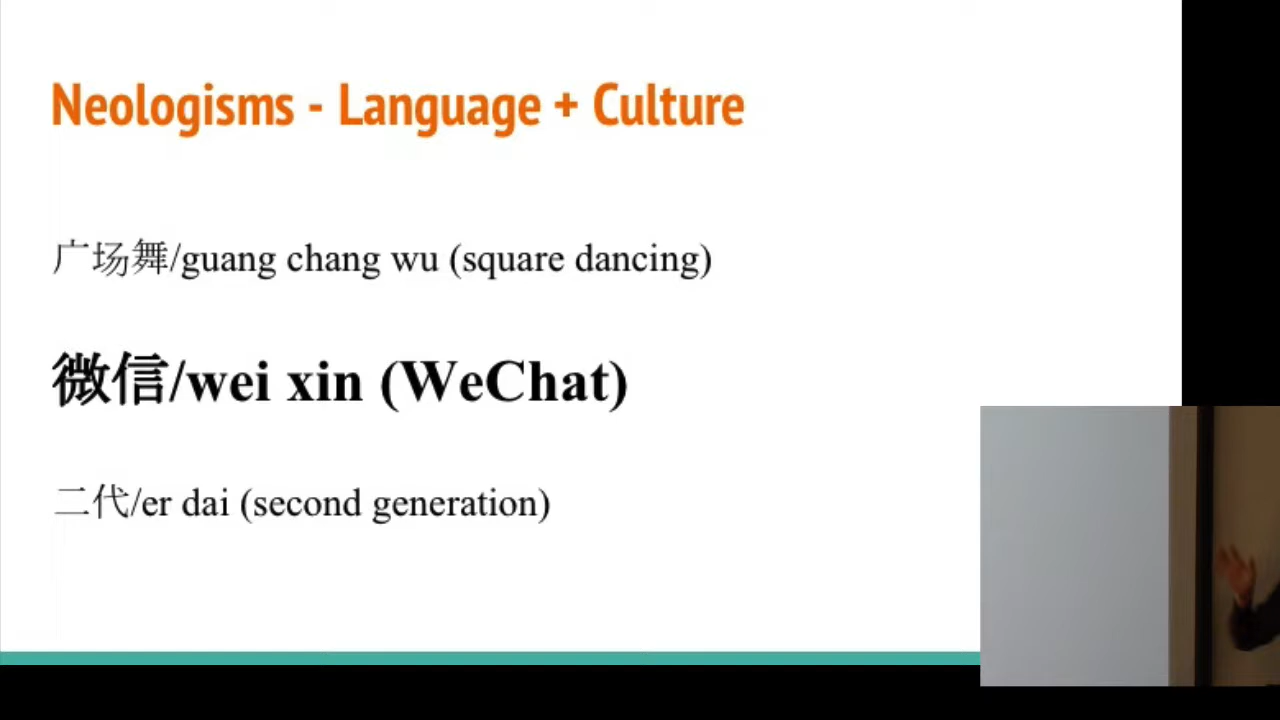 Neologisms - Language + Culture
广场舞/guang chang wu (square dancing)
微信/wei xin (WeChat)
二代/er dai (second generation)